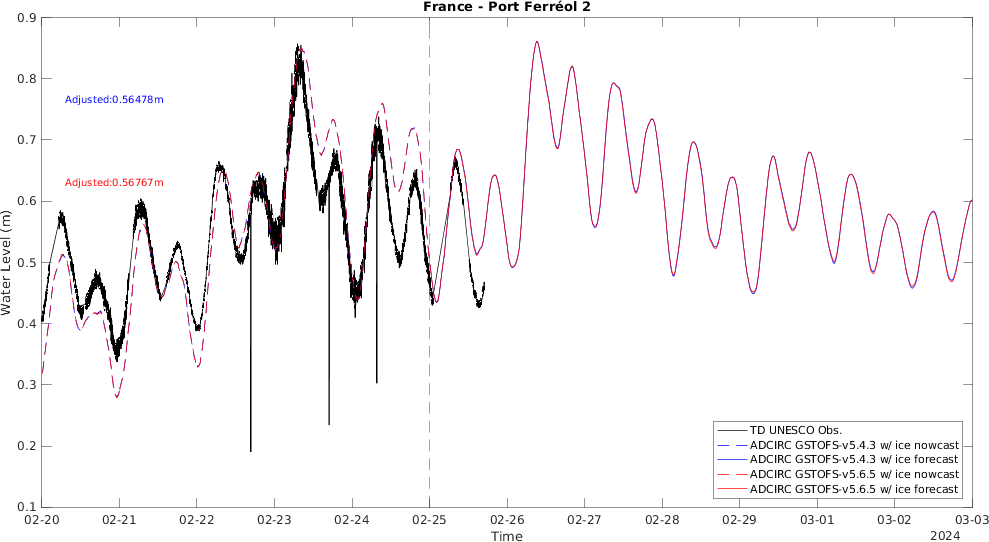 France - Port Ferréol 2
0.9
0.8
0.7
0.6
0.5
0.4
0.3
0.2
0.1
Water Level (m)
Adjusted:0.56478m
Adjusted:0.56767m
TD UNESCO Obs.
ADCIRC GSTOFS-v5.4.3 w/ ice nowcast
ADCIRC GSTOFS-v5.4.3 w/ ice forecast
ADCIRC GSTOFS-v5.6.5 w/ ice nowcast
ADCIRC GSTOFS-v5.6.5 w/ ice forecast
02-20 02-21 02-22 02-23 02-24 02-25 02-26 02-27 02-28 02-29 03-01 03-02 03-03
Time
2024